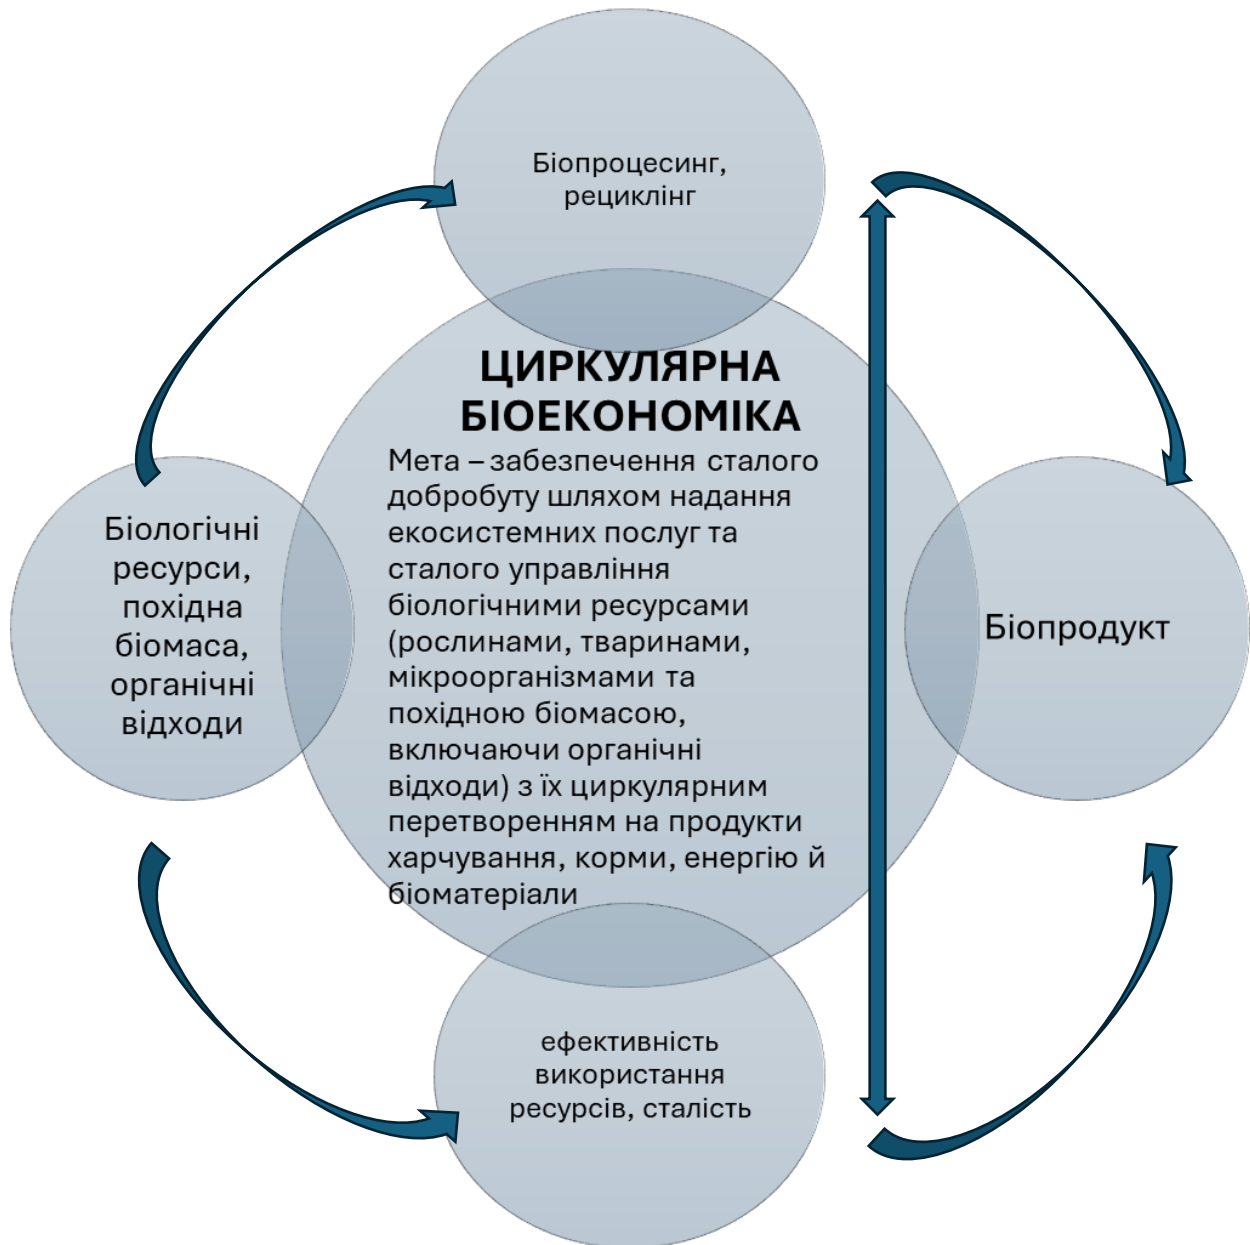 Біопроцесинг,
рециклінг
ЦИРКУЛЯРНА
БІОЕКОНОМІКА
Мета – забезпечення сталого
добробуту шляхом надання
екосистемних послуг та
сталого управління
біологічними ресурсами
(рослинами, тваринами,
мікроорганізмами та
похідною біомасою,
включаючи органічні
відходи) з їх циркулярним
перетворенням на продукти
харчування, корми, енергію й
біоматеріали
Біологічні
ресурси,
похідна
біомаса,
органічні
відходи
Біопродукт
ефективність
використання
ресурсів, сталість